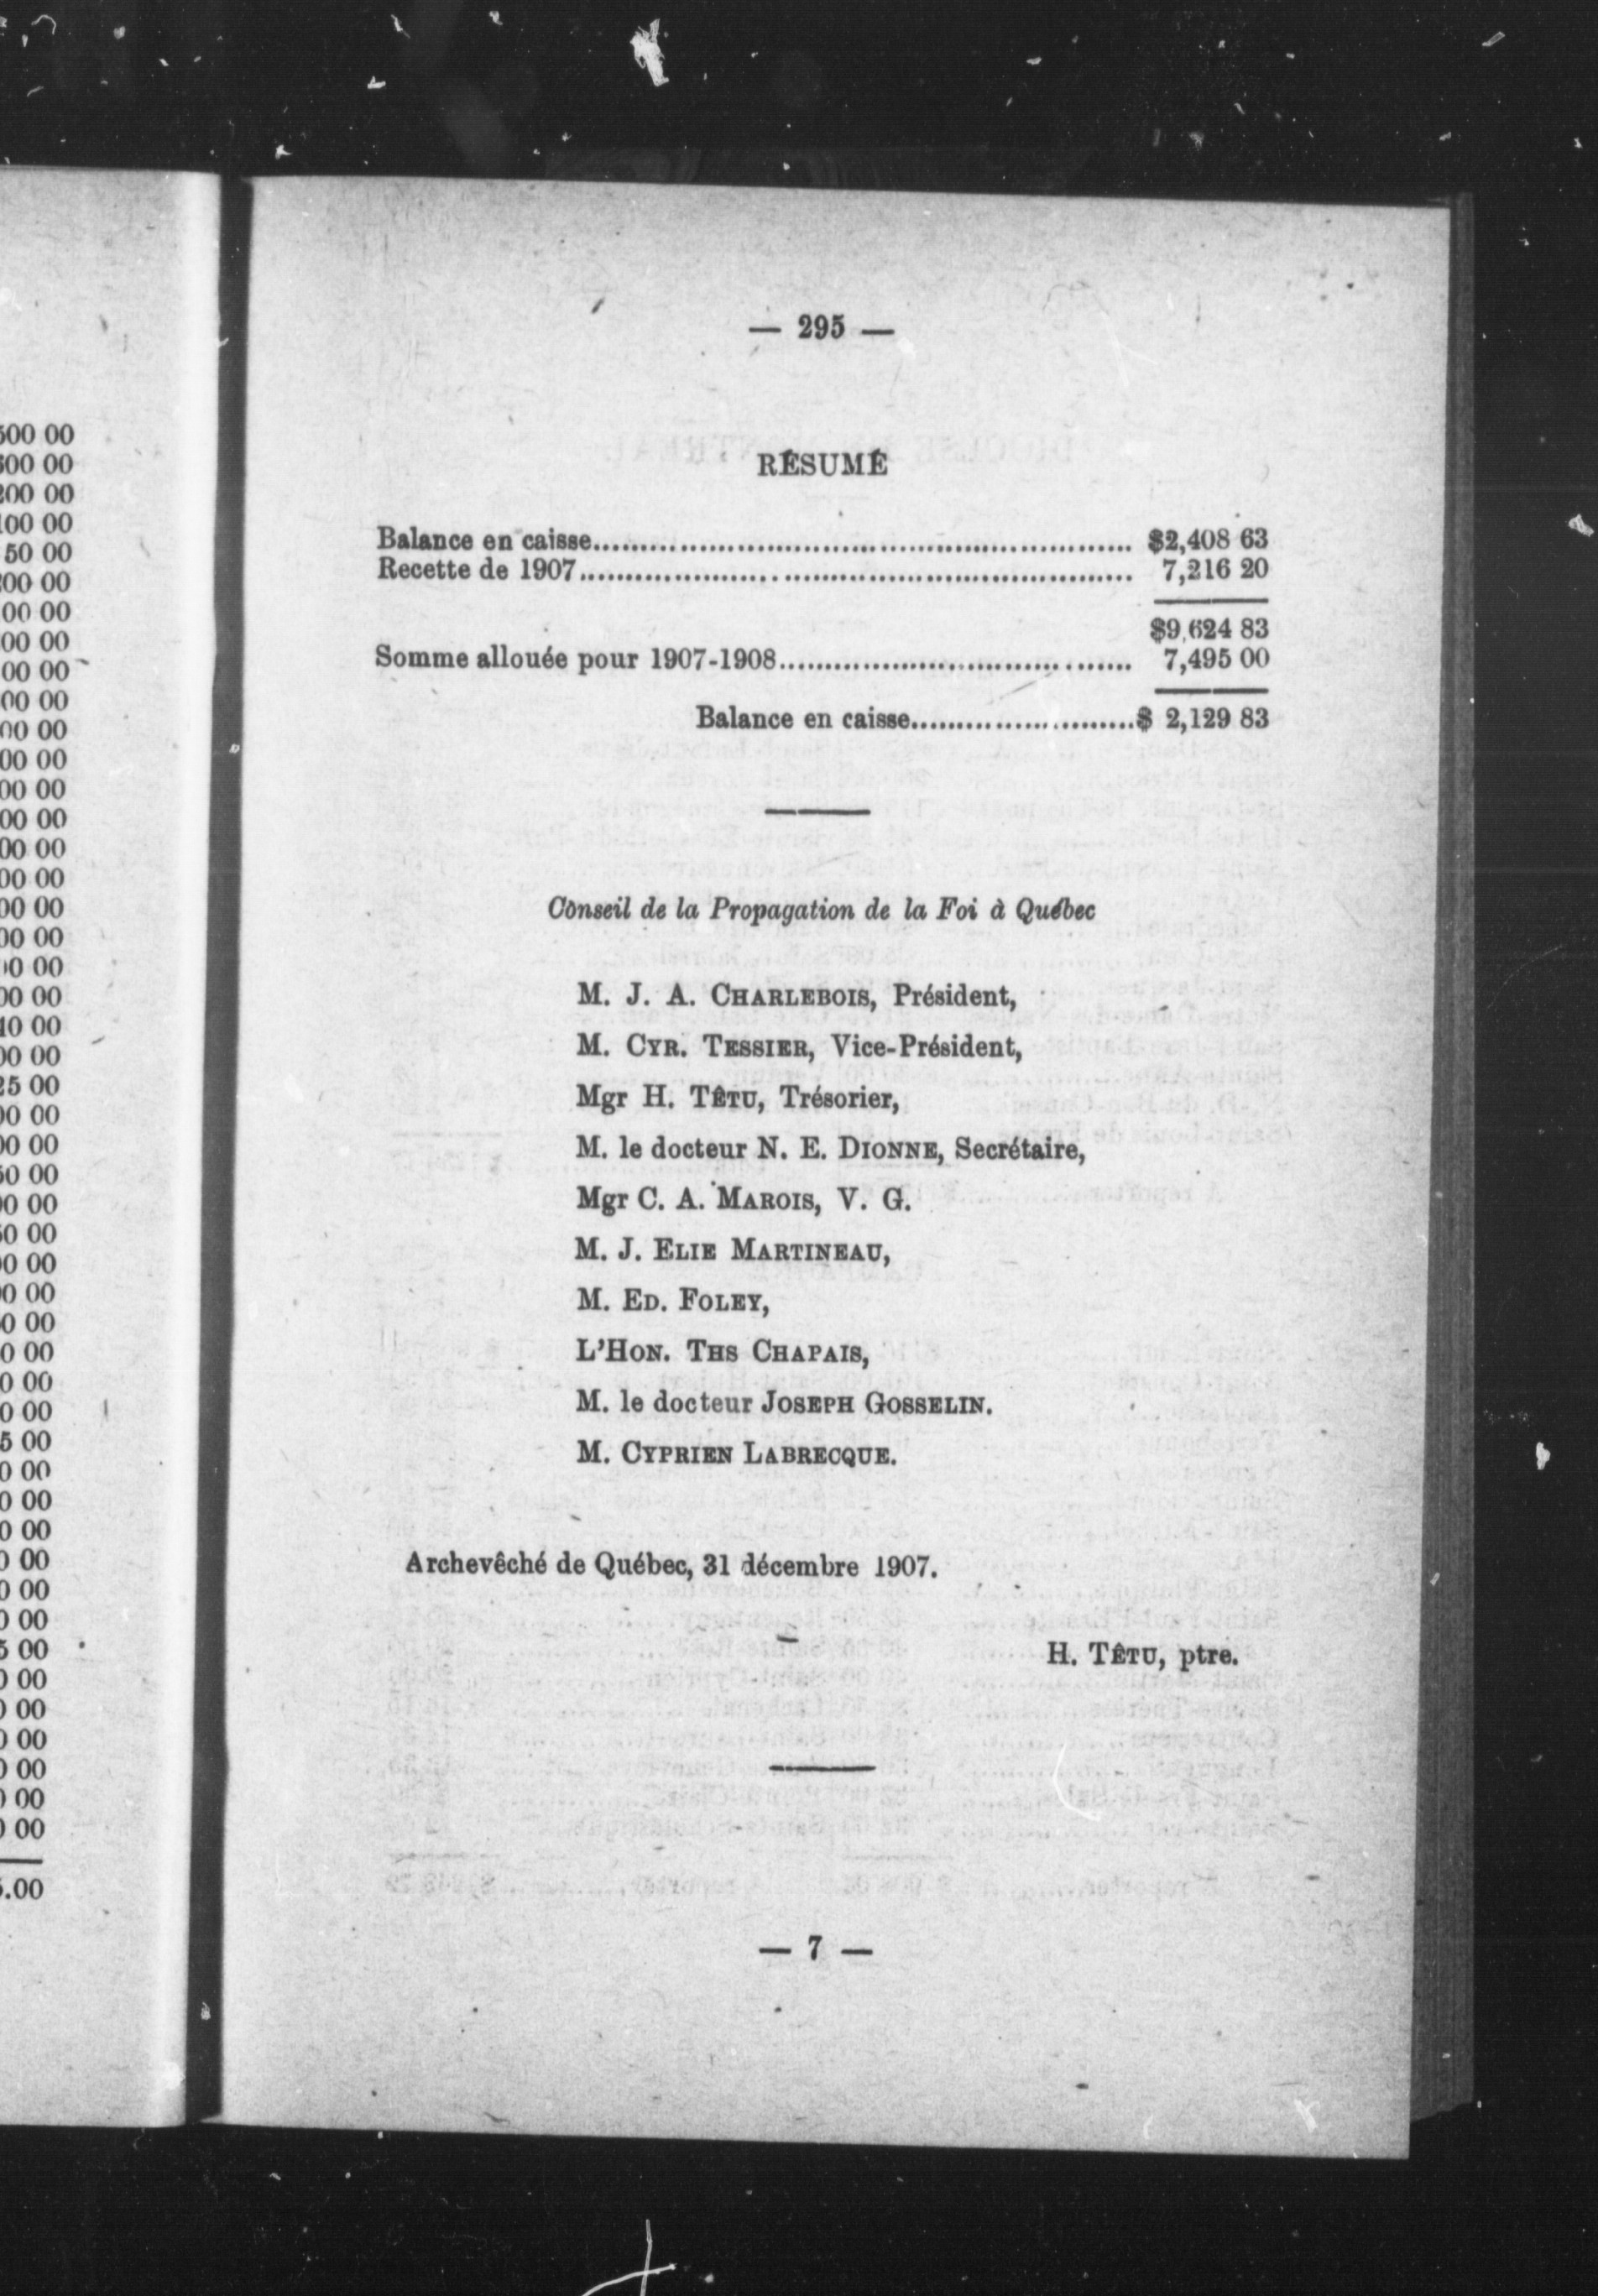 — 295 —
RÉSUMÉ
Balance en caisse........................................................ $2,408 63
Recette de 1907........................................................ 7,216 20
$9,624 83
Somme allouée pour 1907-1908.................................... 7,495 00
Balance en caisse........................$ 2,129 83
Conseil de la Propagation de la Foi à Québec
M. J. A. CHARLEBOIS, Président,
M. CYR. TESSIER, Vice-Président,
Mgr H. TÊTU, Trésorier,
M. le docteur N. E. DIONNE, Secrétaire,
Mgr C. A. MAROIS, V. G.
M. J. ELIE MARTINEAU,
M. ED. FOLEY,
L'HON. THS CHAPAIS,
M. le docteur JOSEPH GOSSELIN.
M. CYPRIEN LABRECQUE.
Archevêché de Québec, 31 décembre 1907.
H. TÊTU, ptre.
— 7 —